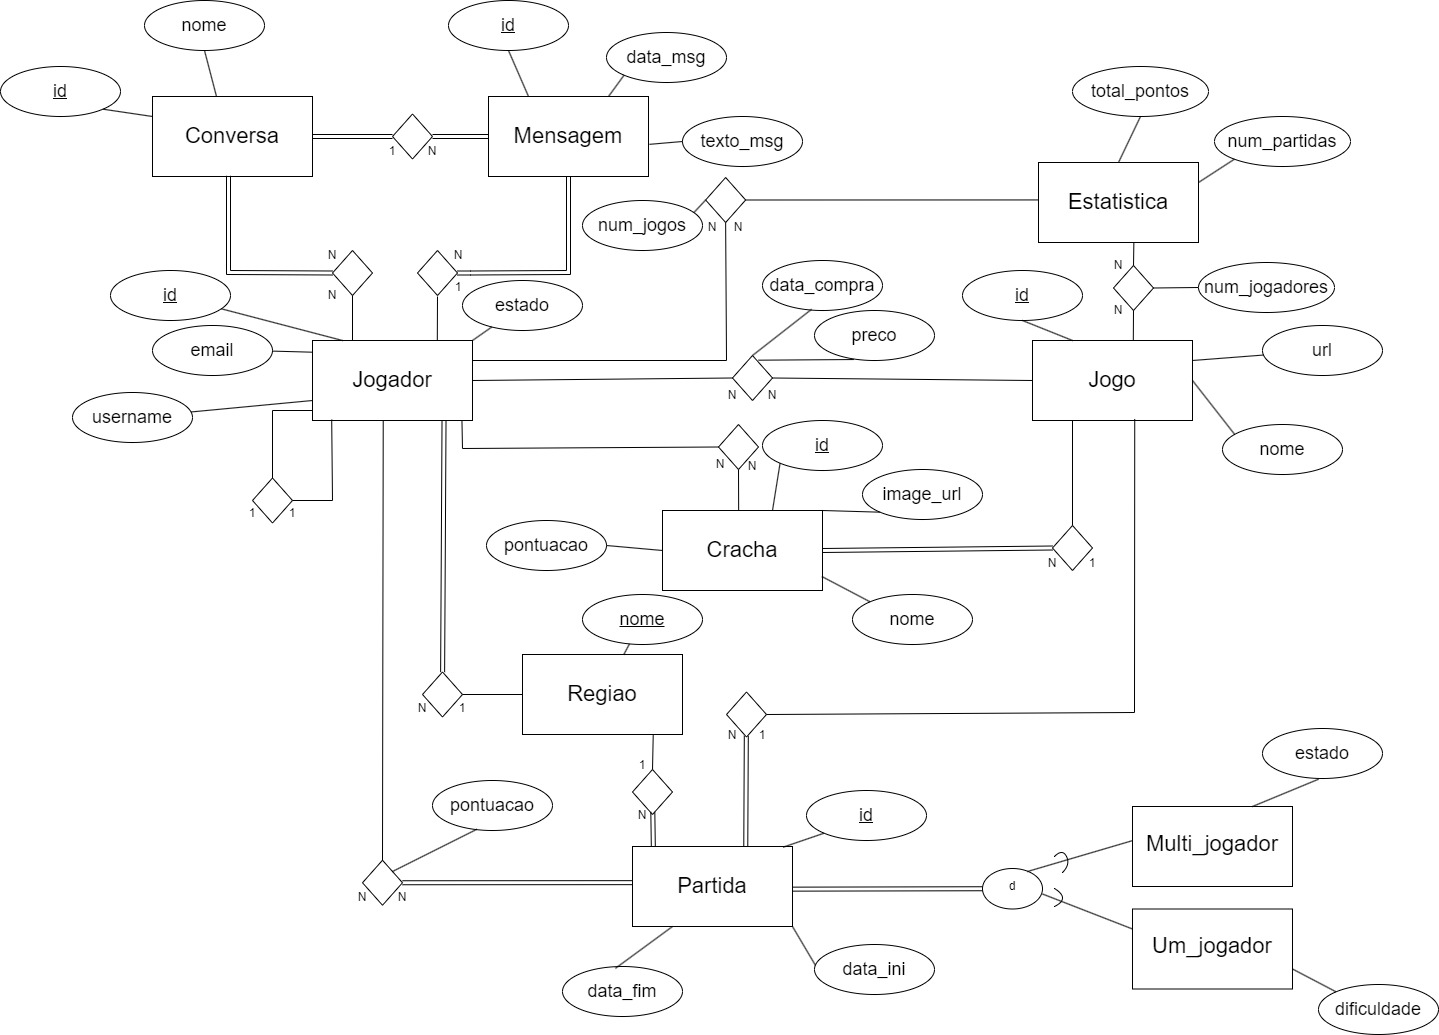 nome
id
id
data_msg
texto_msg
Conversa
1
N
Mensagem
total_pontos
num_partidas
Estatistica
num_jogos
N
N
N
N
N
1
N
N
num_jogadores
id
email
username
estado
Jogador
data_compra
preco
N
N
id
url
nome
Jogo
1
1
N
N
id
image_url
pontuacao
Cracha
nome
N
1
nome
Regiao
N
1
1
N
N
1
pontuacao
N
N
id
Partida
data_fim
data_ini
d
estado
Multi_jogador
Um_jogador
dificuldade